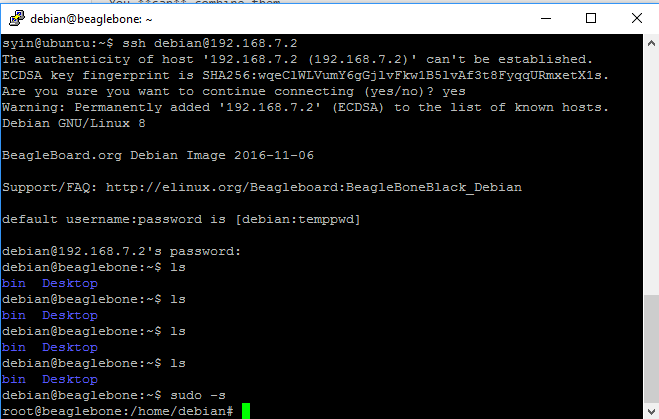 You **can** combine them
debian@beaglebone: ~
syin@ubuntu:~$ ssh debian@192.168.7.2
The authenticity of host '192.168.7.2 (192.168.7.2)' can't be established.
ECDSA key fingerprint is SHA256:wqeClWLVumY6gGjlvFkw1B5lvAf3t8FyqqURmxetX1s.
Are you sure you want to continue connecting (yes/no)? yes
Warning: Permanently added '192.168.7.2' (ECDSA) to the list of known hosts.
Debian GNU/Linux 8
BeagleBoard.org Debian Image 2016-11-06
Support/FAQ: http://elinux.org/Beagleboard:BeagleBoneBlack_Debian
default username:password is [debian:temppwd]
debian@192.168.7.2's password:
debian@beaglebone:~$ ls
bin  Desktop
debian@beaglebone:~$ ls
bin  Desktop
debian@beaglebone:~$ ls
bin  Desktop
debian@beaglebone:~$ ls
bin  Desktop
debian@beaglebone:~$ sudo -s
root@beaglebone:/home/debian#